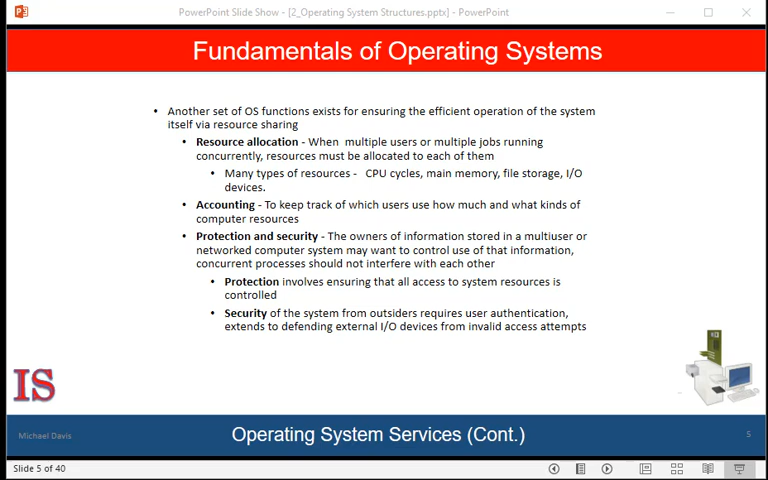 PowerPoint Slide Show - [2_Operating System Structures.pptx] - PowerPoint
Fundamentals of Operating Systems
• Another set of OS functions exists for ensuring the efficient operation of the system
itself via resource sharing
• Resource allocation - When multiple users or multiple jobs running
concurrently, resources must be allocated to each of them
• Many types of resources - CPU cycles, main memory, file storage, I/O
devices.
• Accounting - To keep track of which users use how much and what kinds of
computer resources
• Protection and security - The owners of information stored in a multiuser or
networked computer system may want to control use of that information,
concurrent processes should not interfere with each other
• Protection involves ensuring that all access to system resources is
controlled
• Security of the system from outsiders requires user authentication,
extends to defending external I/O devices from invalid access attempts
IS
Michael Davis
Operating System Services (Cont.)
5
Slide 5 of 40